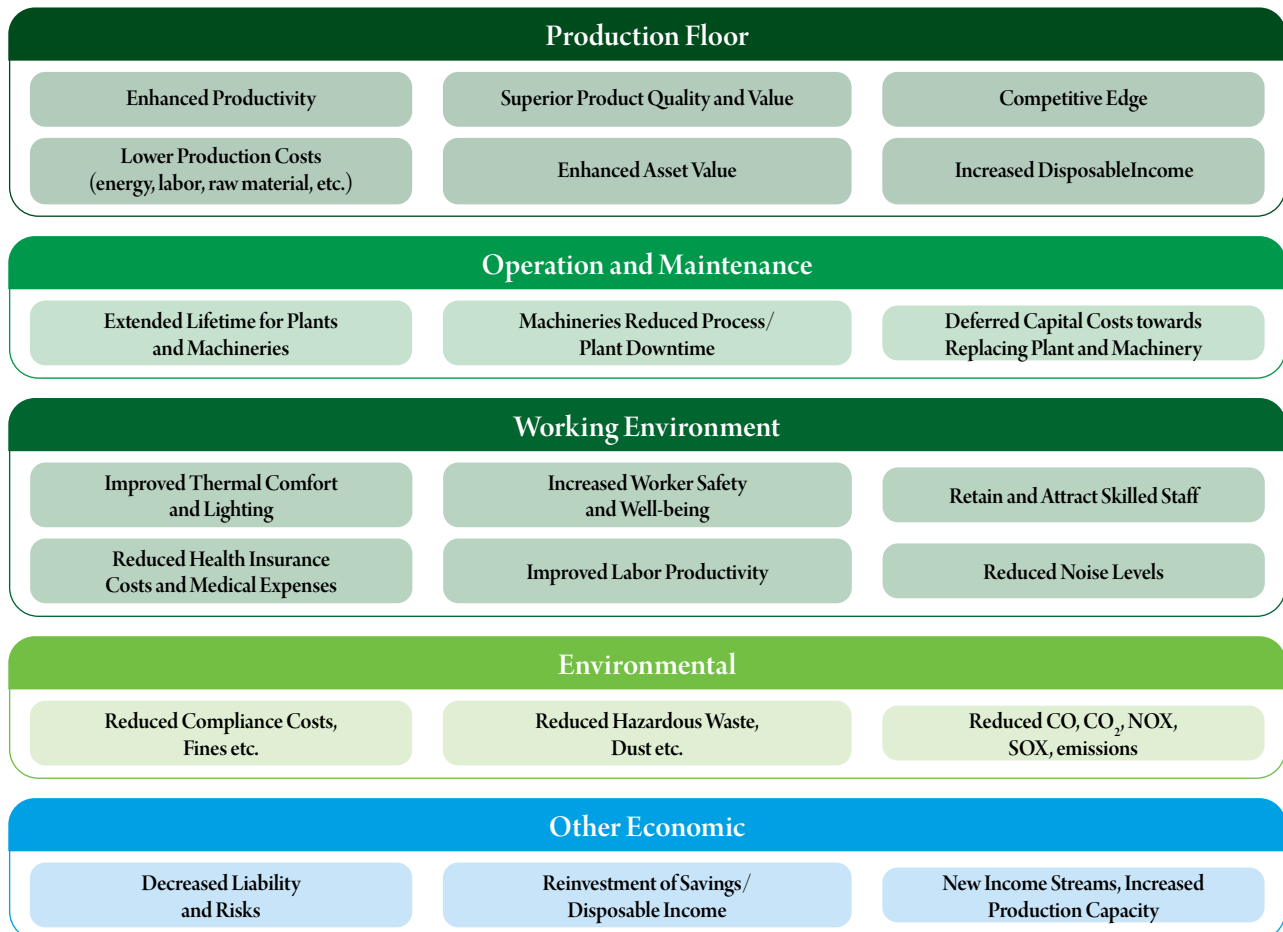 Production Floor
Enhanced Productivity
Superior Product Quality and Value
Competitive Edge
Lower Production Costs
(energy, labor, raw material, etc.)
Enhanced Asset Value
Increased DisposableIncome
Operation and Maintenance
Extended Lifetime for Plants
and Machineries
Machineries Reduced Process/
Plant Downtime
Deferred Capital Costs towards
Replacing Plant and Machinery
Working Environment
Improved Thermal Comfort
and Lighting
Increased Worker Safety
and Well-being
Retain and Attract Skilled Staff
Reduced Health Insurance
Costs and Medical Expenses
Improved Labor Productivity
Reduced Noise Levels
Environmental
Reduced Compliance Costs,
Fines etc.
Reduced Hazardous Waste,
Dust etc.
Reduced CO, CO₂, NOX,
SOX, emissions
Other Economic
Decreased Liability
and Risks
Reinvestment of Savings/
Disposable Income
New Income Streams, Increased
Production Capacity